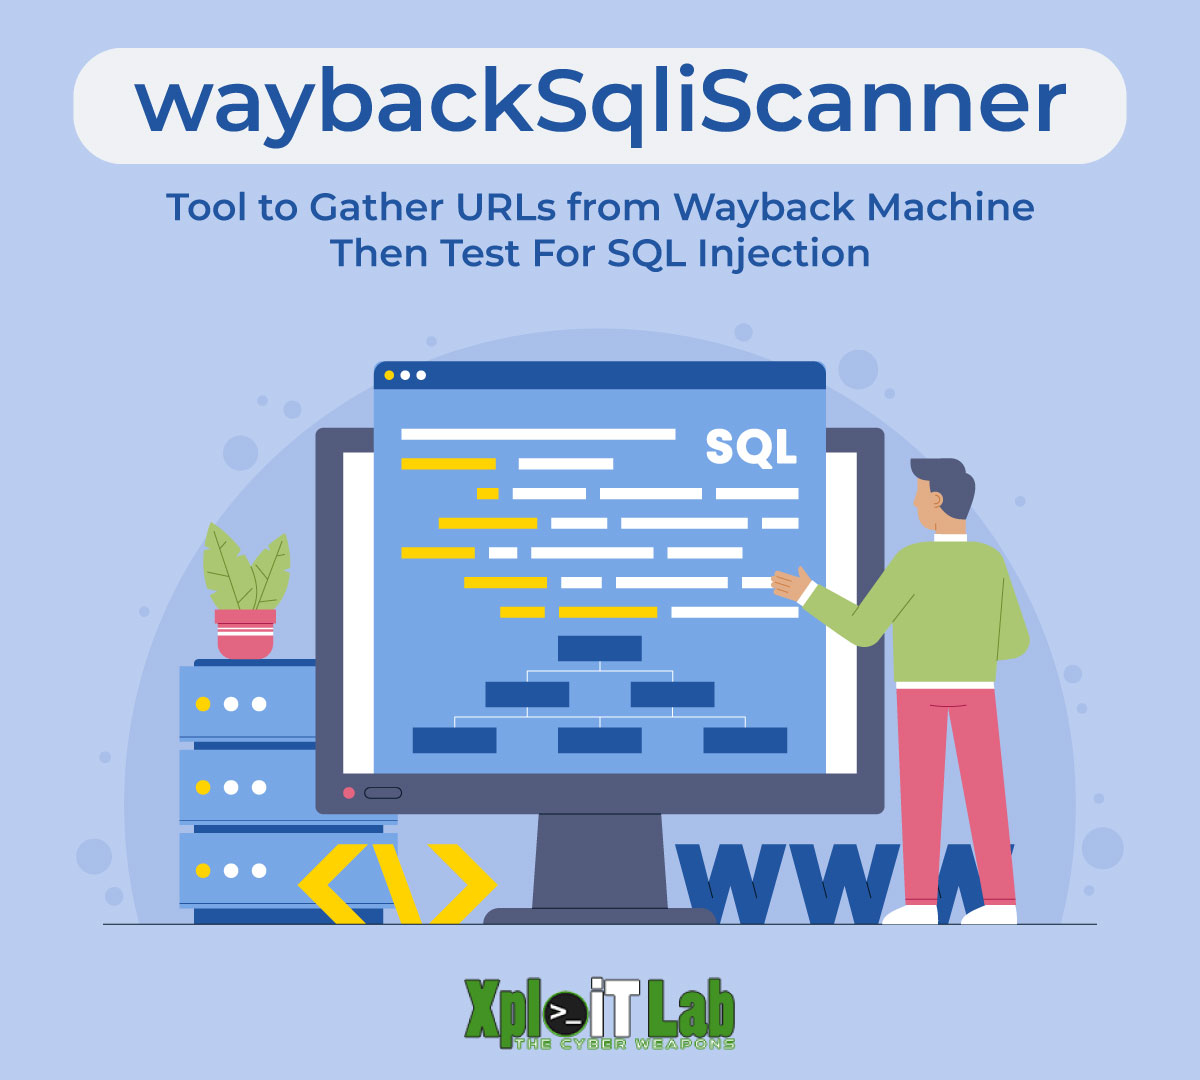 waybackSqliScanner
Tool to Gather URLs from Wayback Machine
Then Test For SQL Injection
SQL
<\>
WWW
Xploit Lab
THE CYBER WEAPONS